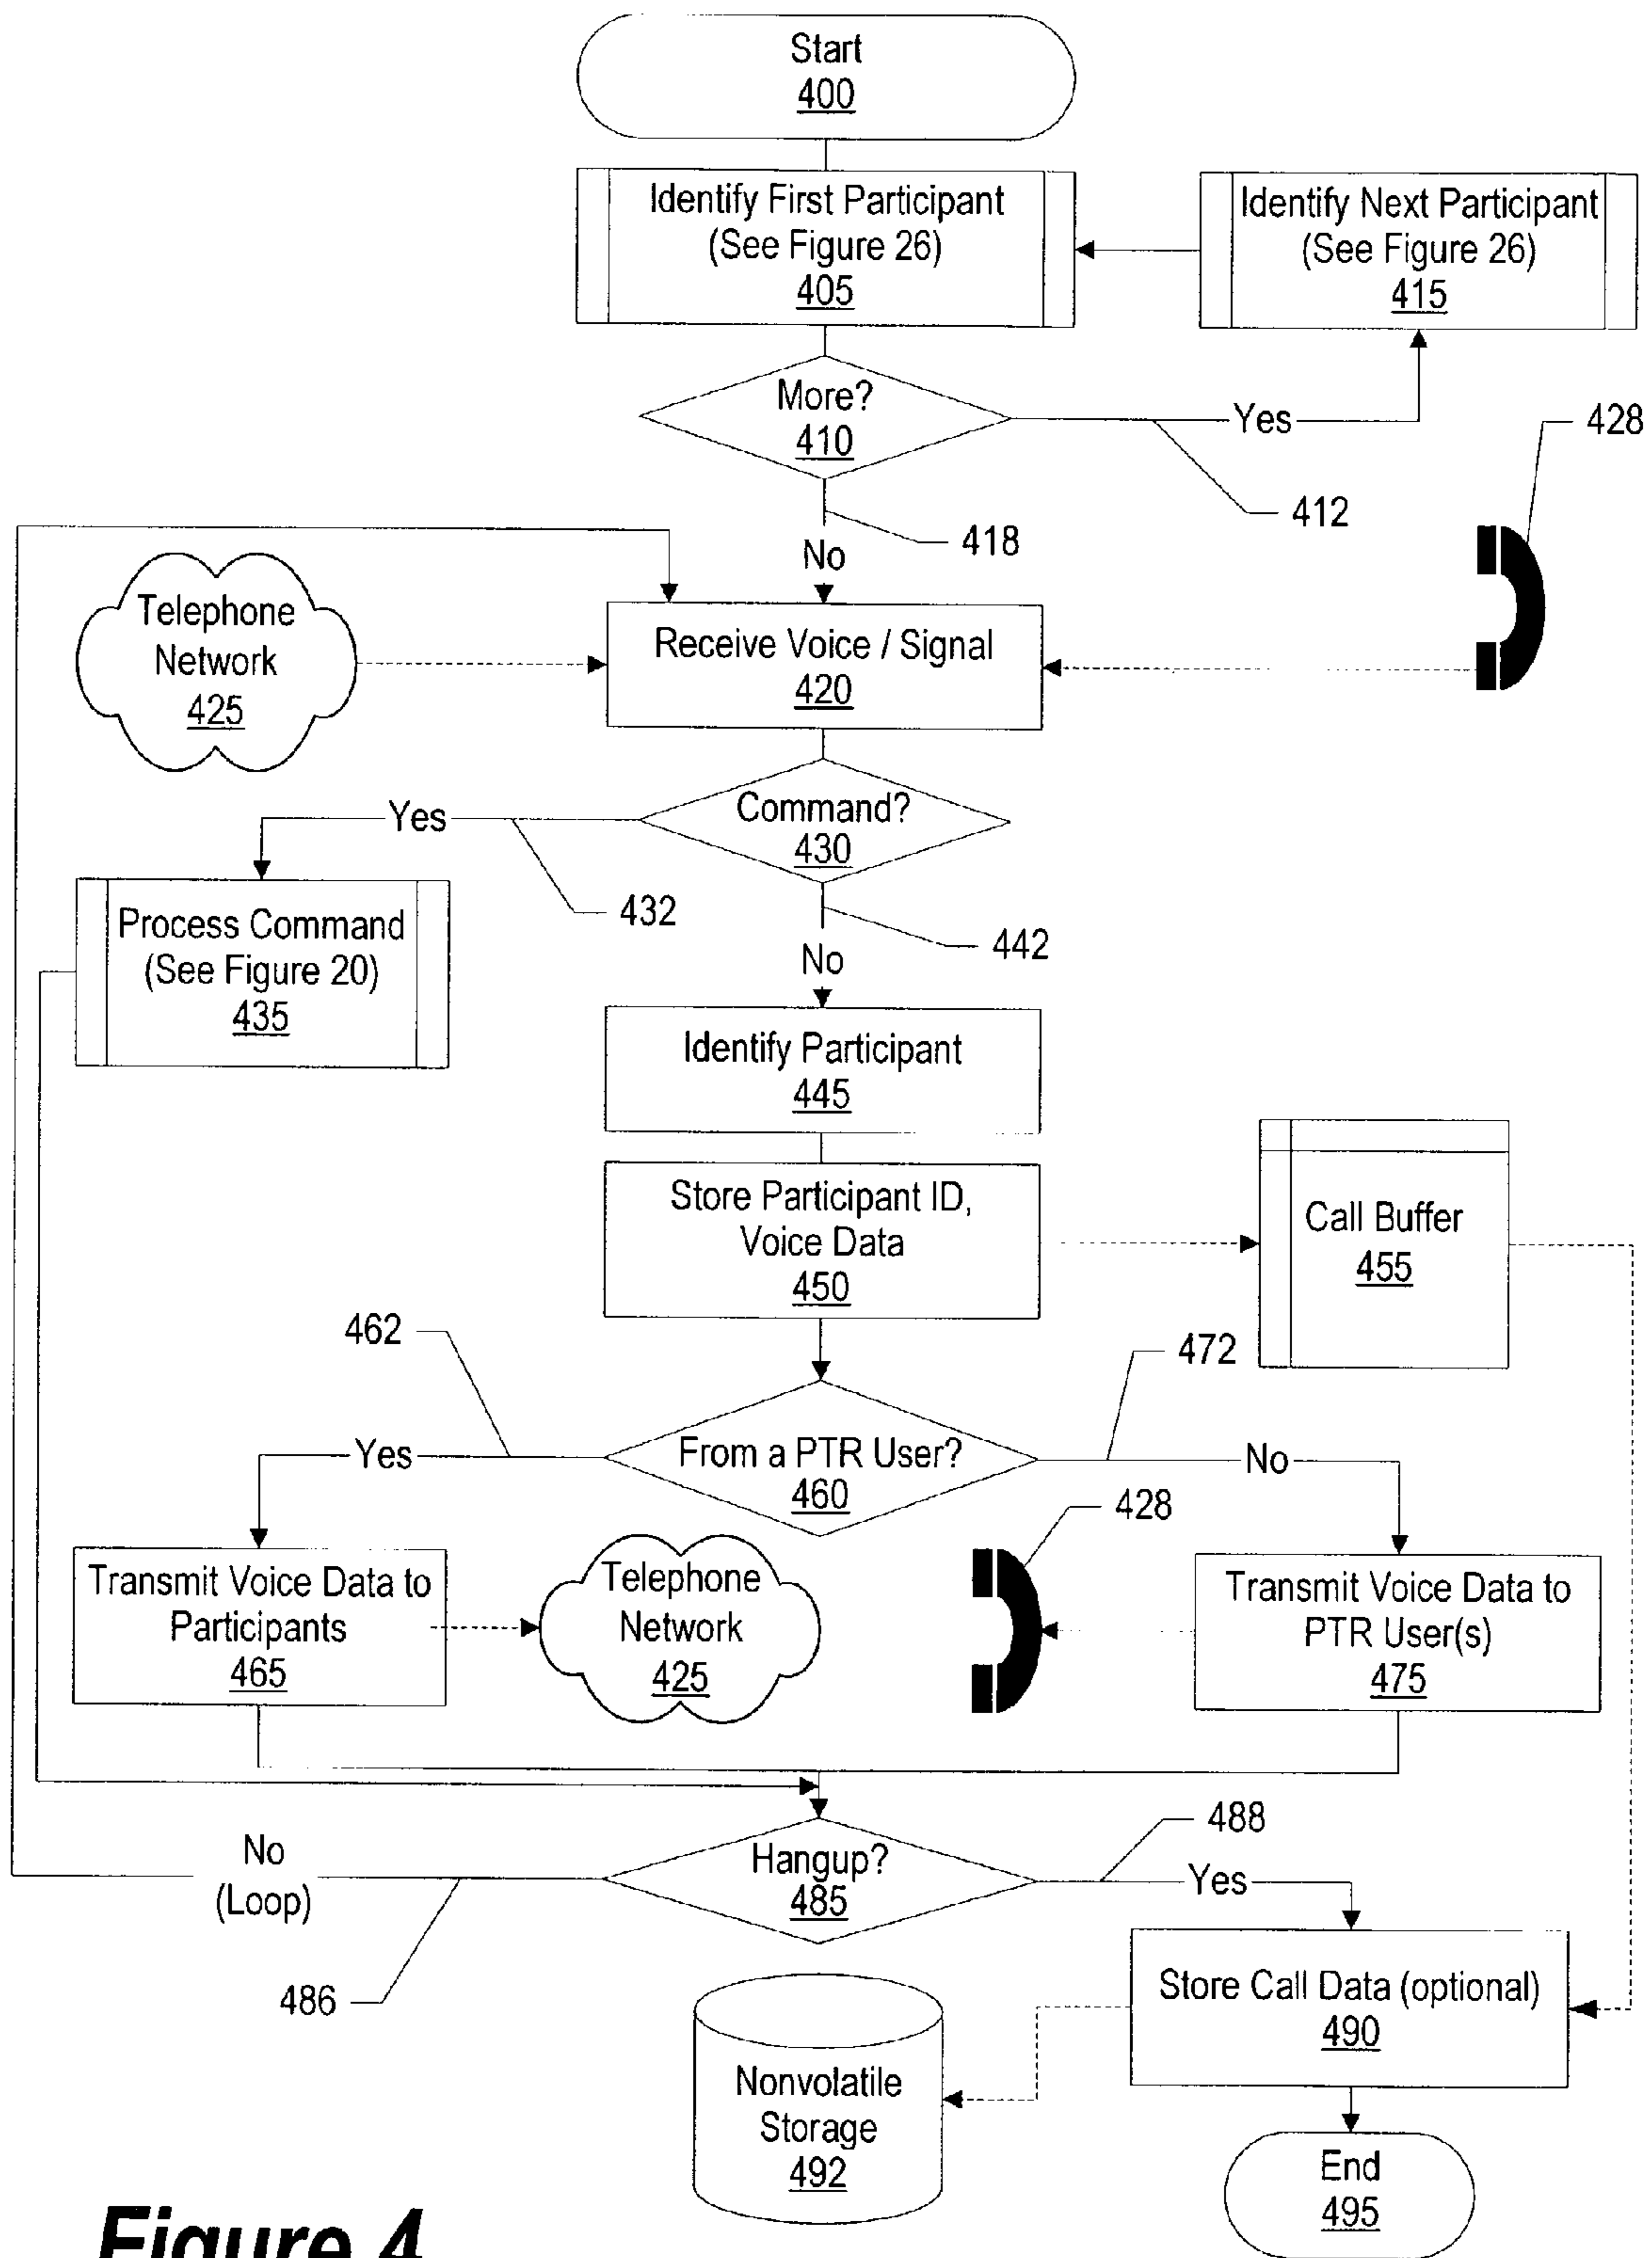 Start
400
Identify First Participant
(See Figure 26)
405
Identify Next Participant
(See Figure 26)
415
More?
410
Yes
412
428
418
No
Telephone
Network
425
Receive Voice / Signal
420
Command?
430
Yes
432
442
No
Process Command
(See Figure 20)
435
Identify Participant
445
Store Participant ID,
Voice Data
450
Call Buffer
455
462
472
From a PTR User?
460
Yes
No
428
Transmit Voice Data to
Participants
465
Telephone
Network
425
Transmit Voice Data to
PTR User(s)
475
Hangup?
485
488
Yes
No
(Loop)
486
Store Call Data (optional)
490
Nonvolatile
Storage
492
End
495
Figure 4